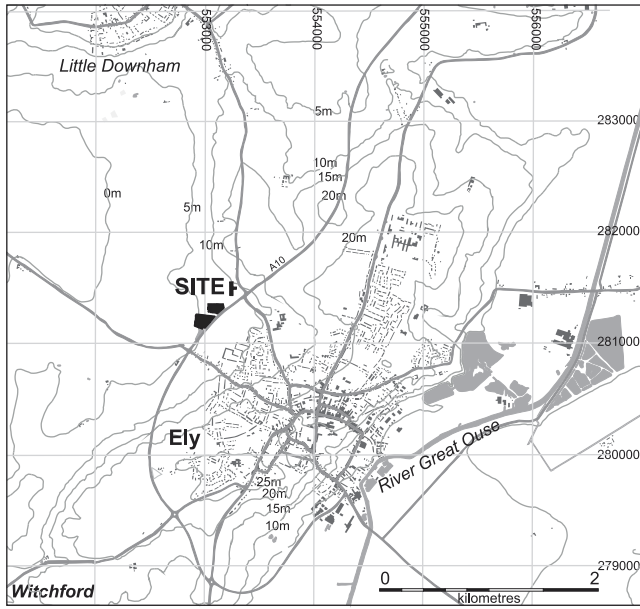 553000
554000
555000
556000
Little Downham
5m
283000
10m
15m
0m
20m
5m
20m
282000
10m
A10
SITE
281000
Ely
River Great Ouse
280000
25m
20m
15m
10m
279000
Witchford
0 2
kilometres